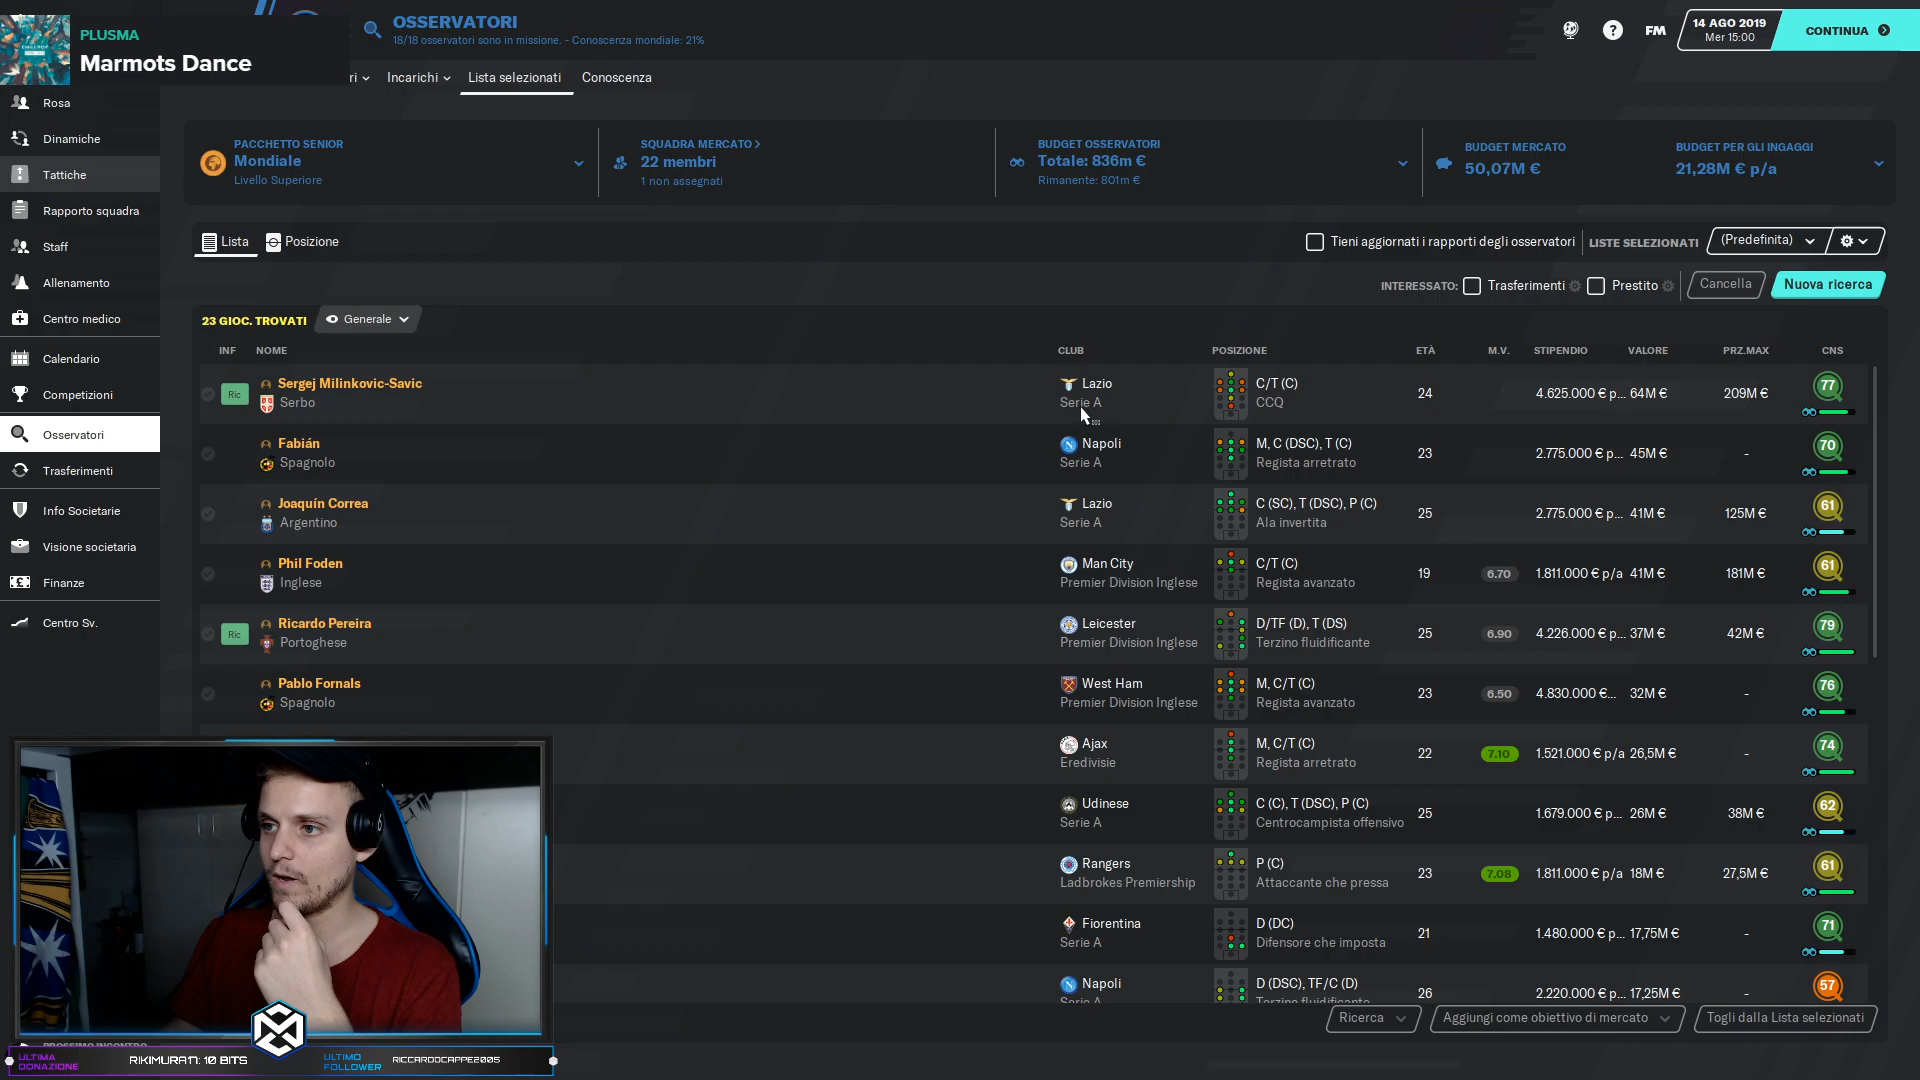 PLUSMA
Marmots Dance
OSSERVATORI
18/18 osservatori sono in missione. - Conoscenza mondiale: 21%
FM
14 AGO 2019
Mer 15:00
CONTINUA
ri
Incarichi
Lista selezionati
Conoscenza
Rosa
Dinamiche
Tattiche
Rapporto squadra
Staff
Allenamento
Centro medico
Calendario
Competizioni
Osservatori
Trasferimenti
Info Societarie
Visione societaria
Finanze
Centro Sv.
PACCHETTO SENIOR
Mondiale
Livello Superiore
SQUADRA MERCATO >
22 membri
1 non assegnati
BUDGET OSSERVATORI
Totale: 836m €
Rimanente: 801m €
BUDGET MERCATO
50,07M €
BUDGET PER GLI INGAGGI
21,28M € p/a
Lista
Posizione
Tieni aggiornati i rapporti degli osservatori
LISTE SELEZIONATI
(Predefinita)
INTERESSATO:
Trasferimenti
Prestito
Cancella
Nuova ricerca
23 GIOC. TROVATI
Generale
INF NOME CLUB POSIZIONE ETÀ M.V. STIPENDIO VALORE PRZ.MAX CNS
Ric Sergej Milinkovic-Savic Lazio C/T (C) 24 4.625.000 € p... 64M € 209M € 77
Serbo Serie A CCQ
Fabián Napoli M, C (DSC), T (C) 23 2.775.000 € p... 45M € - 70
Spagnolo Serie A Regista arretrato
Joaquín Correa Lazio C (SC), T (DSC), P (C) 25 2.775.000 € p... 41M € 125M € 61
Argentino Serie A Ala invertita
Phil Foden Man City C/T (C) 19 6.70 1.811.000 € p/a 41M € 181M € 61
Inglese Premier Division Inglese Regista avanzato
Ric Ricardo Pereira Leicester D/TF (D), T (DS) 25 6.90 4.226.000 € p... 37M € 42M € 79
Portoghese Premier Division Inglese Terzino fluidificante
Pablo Fornals West Ham M, C/T (C) 23 6.50 4.830.000 €... 32M € - 76
Spagnolo Premier Division Inglese Regista avanzato
Ajax M, C/T (C) 22 7.10 1.521.000 € p/a 26,5M € - 74
Eredivisie Regista arretrato
Udinese C (C), T (DSC), P (C) 25 1.679.000 € p... 26M € 38M € 62
Serie A Centrocampista offensivo
Rangers P (C) 23 7.08 1.811.000 € p/a 18M € 27,5M € 61
Ladbrokes Premiership Attaccante che pressa
Fiorentina D (DC) 21 1.480.000 € p... 17,75M € - 71
Serie A Difensore che imposta
Napoli D (DSC), TF/C (D) 26 2.220.000 € p... 17,25M € - 57
Serie A Terzino fluidificante
Ricerca
Aggiungi come obiettivo di mercato
Togli dalla Lista selezionati
PROSSIMO INCONTRO
ULTIMA
DONAZIONE
RIKIMURA17: 10 BITS
ULTIMO
FOLLOWER
RICCARDOCAPPE2005